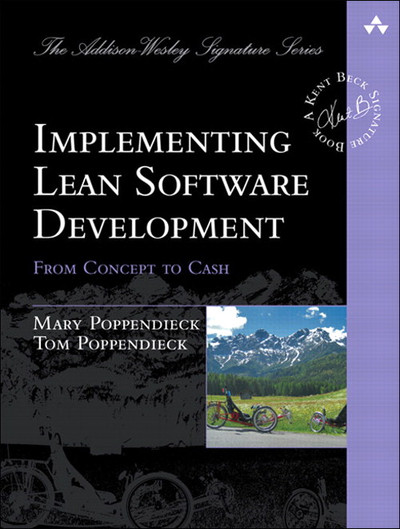 The Addison-Wesley Signature Series
A KENT BECK SIGNATURE BOOK
Kent B
IMPLEMENTING
LEAN SOFTWARE
DEVELOPMENT
FROM CONCEPT TO CASH
MARY POPPENDIECK
TOM POPPENDIECK